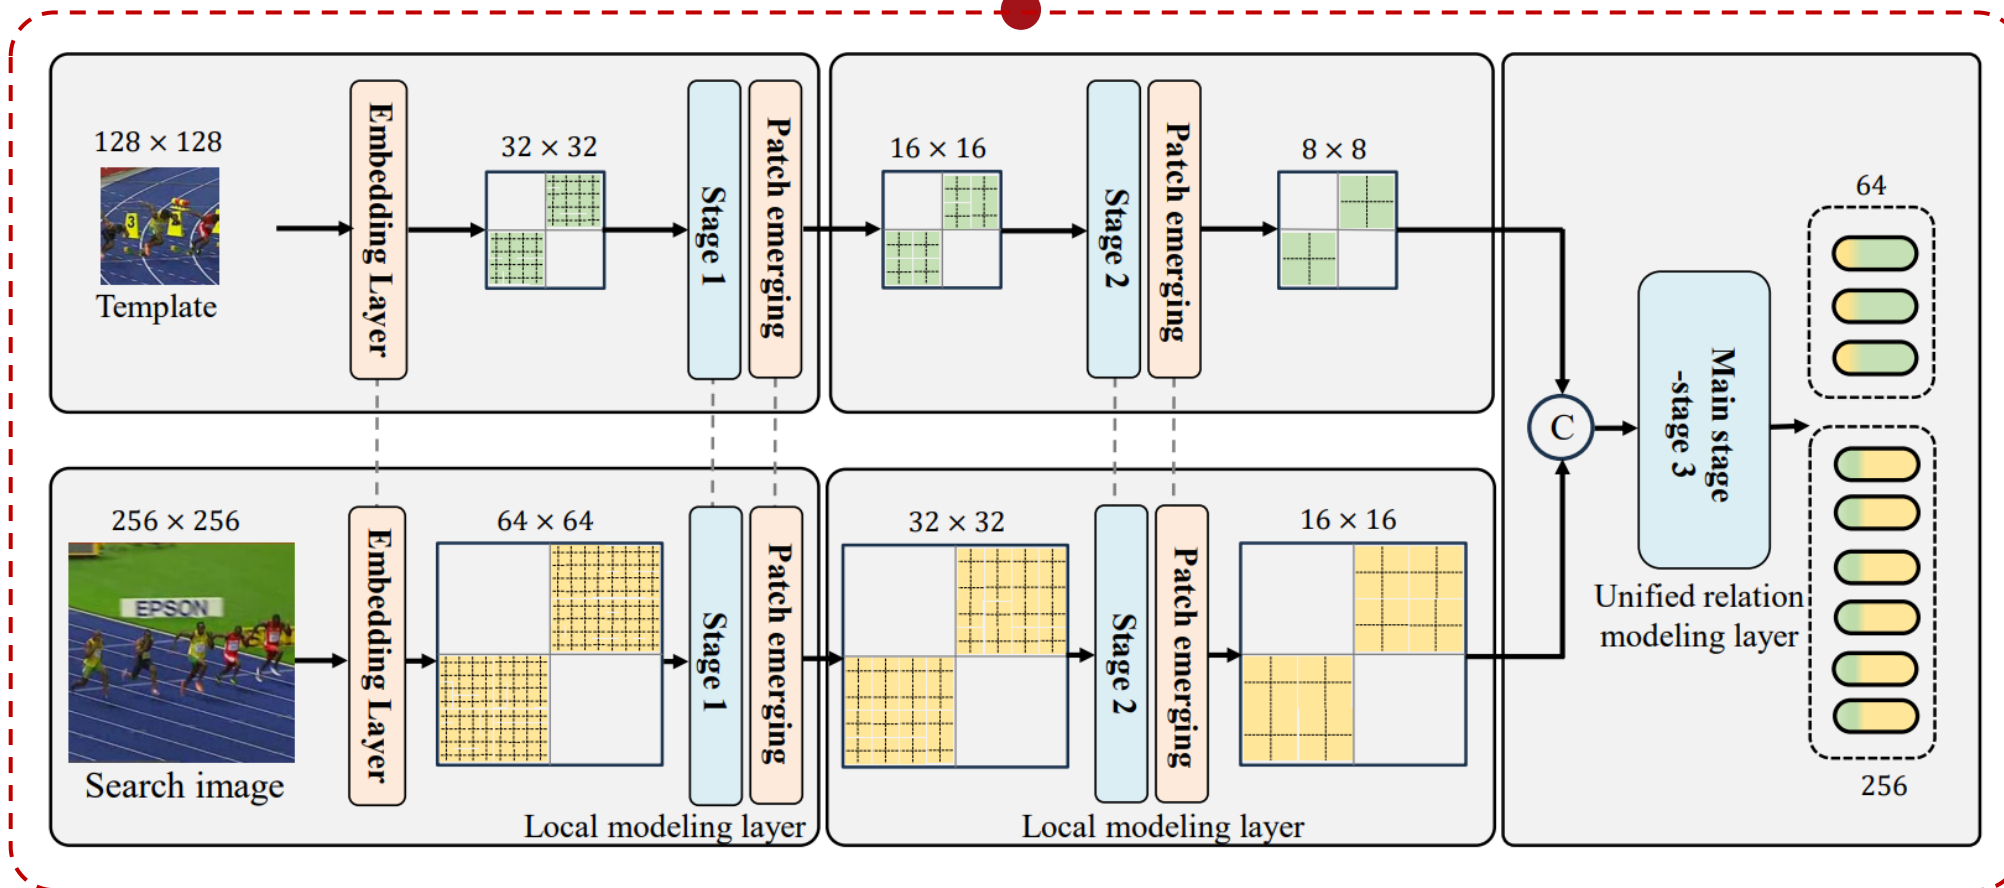 128 × 128
Template
Embedding Layer
32 × 32
Stage 1
Patch emerging
16 × 16
Stage 2
Patch emerging
8 × 8
256 × 256
EPSON
Search image
Embedding Layer
64 × 64
Stage 1
Patch emerging
Local modeling layer
32 × 32
Stage 2
Patch emerging
16 × 16
Local modeling layer
C
Main stage
-stage 3
Unified relation
modeling layer
64
256
3